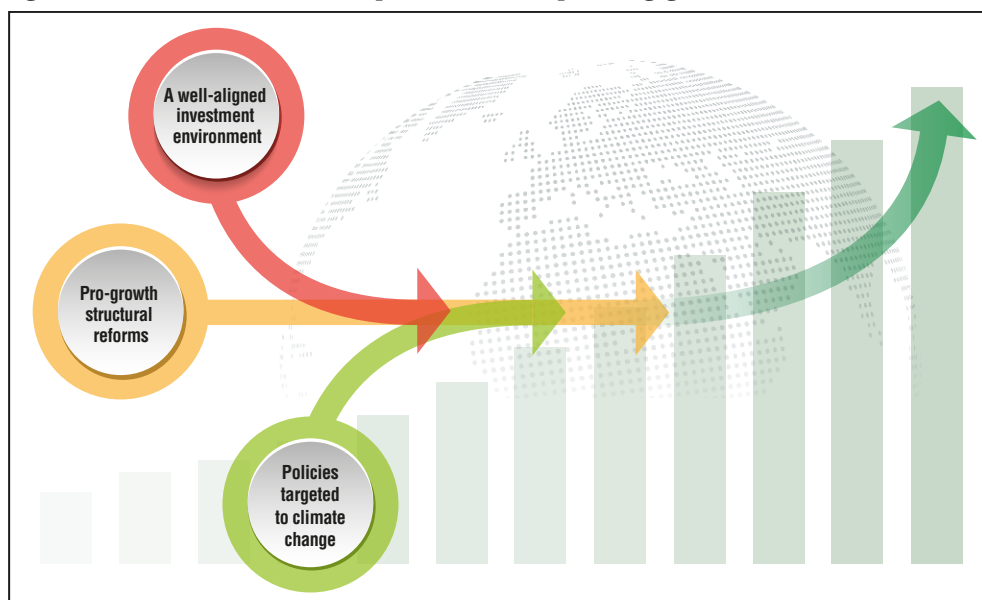 A well-aligned
investment
environment
Pro-growth
structural
reforms
Policies
targeted
to climate
change